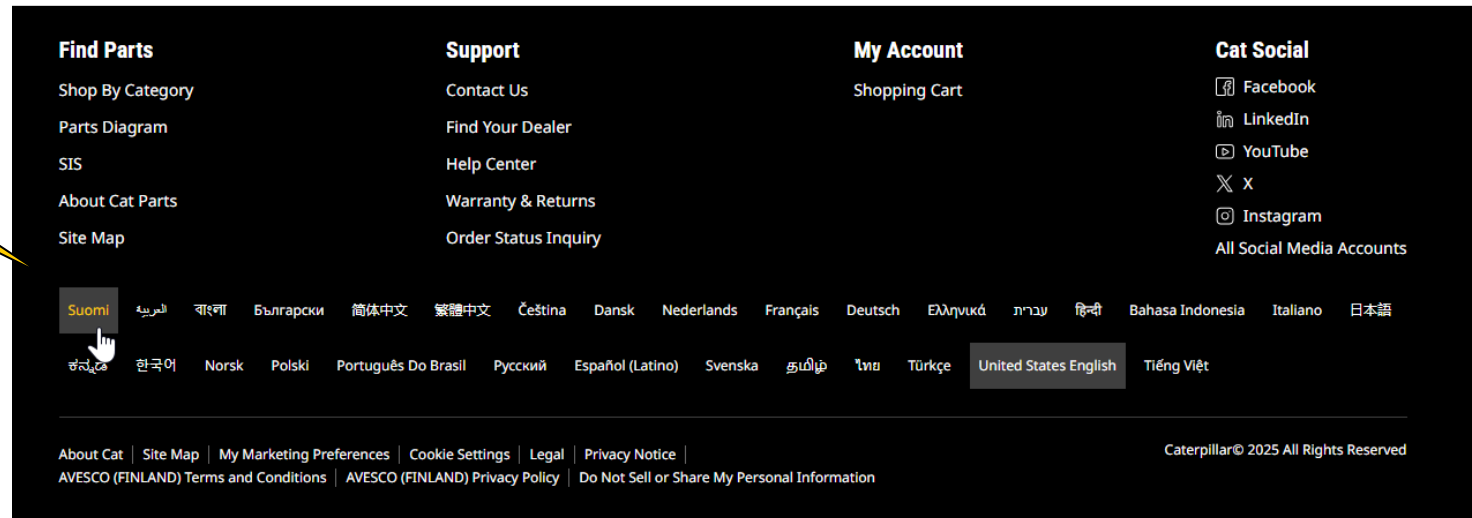 Find Parts
Shop By Category
Parts Diagram
SIS
About Cat Parts
Site Map
Support
Contact Us
Find Your Dealer
Help Center
Warranty & Returns
Order Status Inquiry
My Account
Shopping Cart
Cat Social
Facebook
LinkedIn
YouTube
X
Instagram
All Social Media Accounts
Suomi العربية বাংলা Български 简体中文 繁體中文 Čeština Dansk Nederlands Français Deutsch Ελληνικά עברית हिन्दी Bahasa Indonesia Italiano 日本語
ಕನ್ನಡ 한국어 Norsk Polski Português Do Brasil Русский Español (Latino) Svenska தமிழ் ไทย Türkçe United States English Tiếng Việt
About Cat | Site Map | My Marketing Preferences | Cookie Settings | Legal | Privacy Notice |
AVESCO (FINLAND) Terms and Conditions | AVESCO (FINLAND) Privacy Policy | Do Not Sell or Share My Personal Information
Caterpillar© 2025 All Rights Reserved